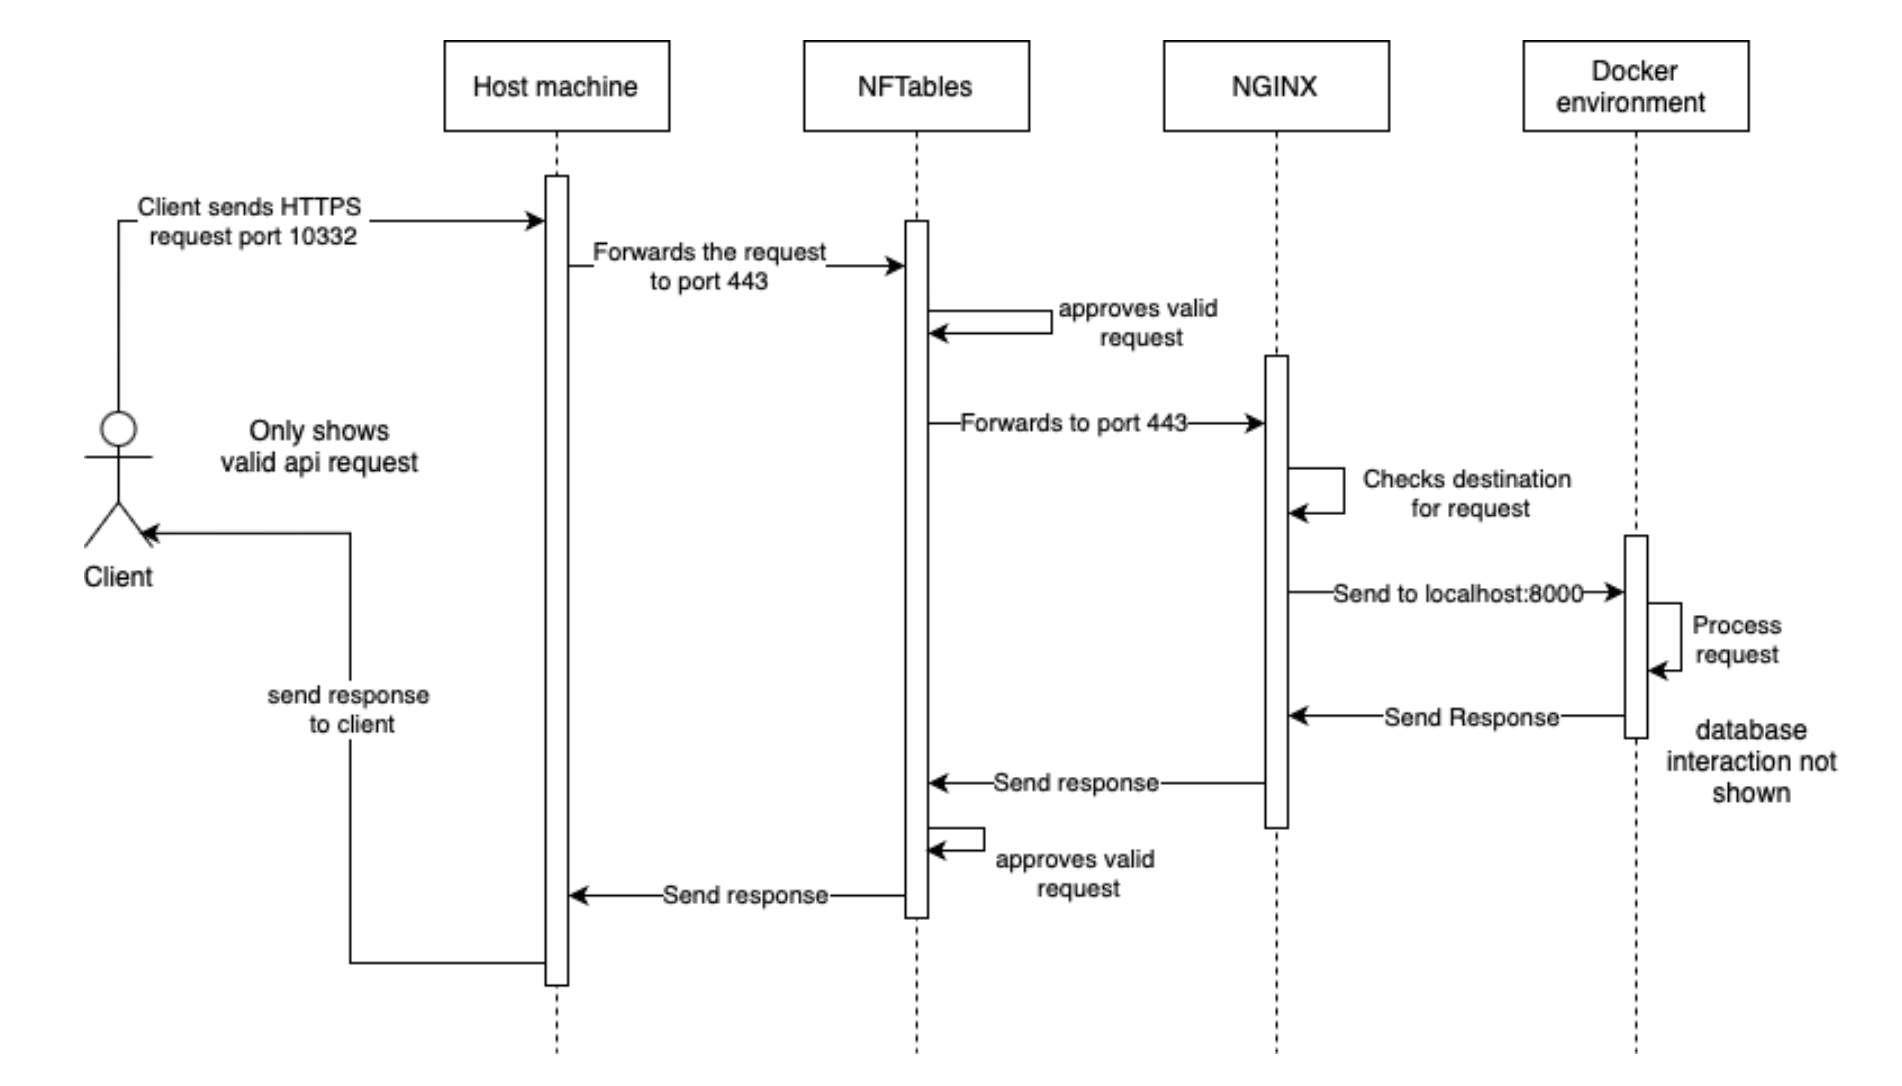 Host machine
NFTables
NGINX
Docker
environment
Client sends HTTPS
request port 10332
Forwards the request
to port 443
approves valid
request
Forwards to port 443
Only shows
valid api request
Checks destination
for request
Client
Send to localhost:8000
Process
request
send response
to client
Send Response
database
interaction not
shown
Send response
approves valid
request
Send response